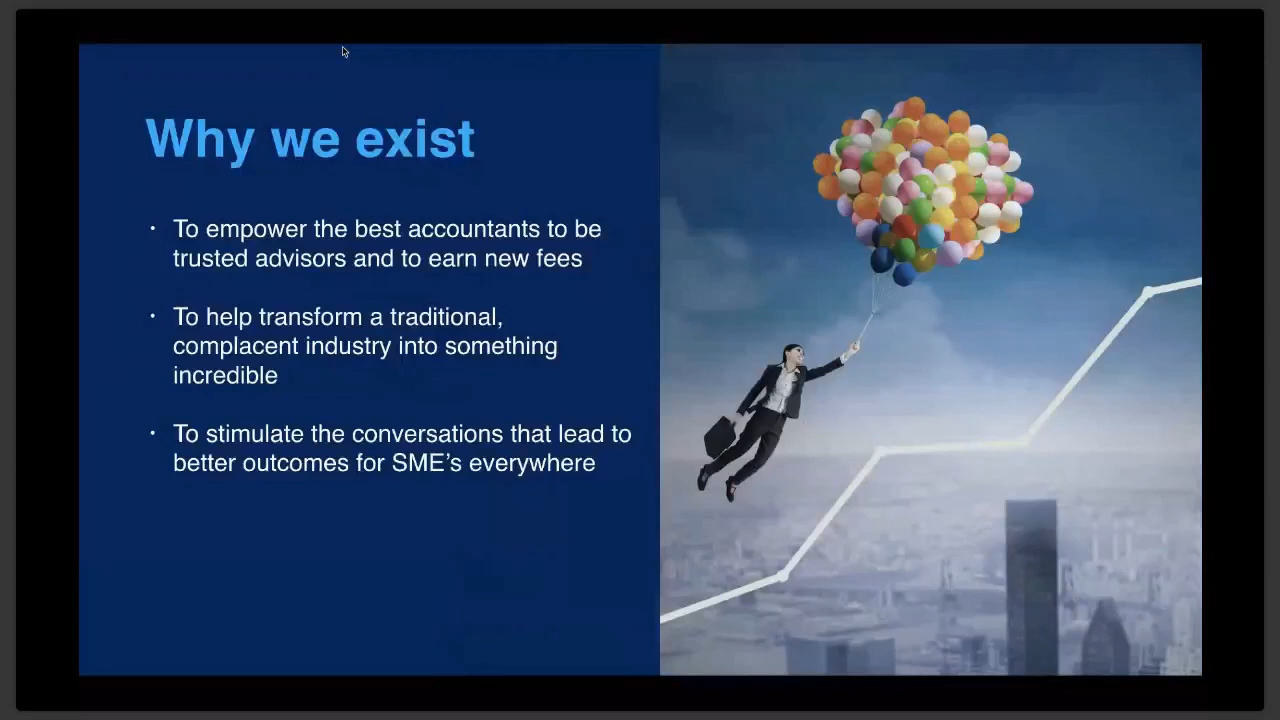 Why we exist
• To empower the best accountants to be
trusted advisors and to earn new fees
• To help transform a traditional,
complacent industry into something
incredible
• To stimulate the conversations that lead to
better outcomes for SME’s everywhere